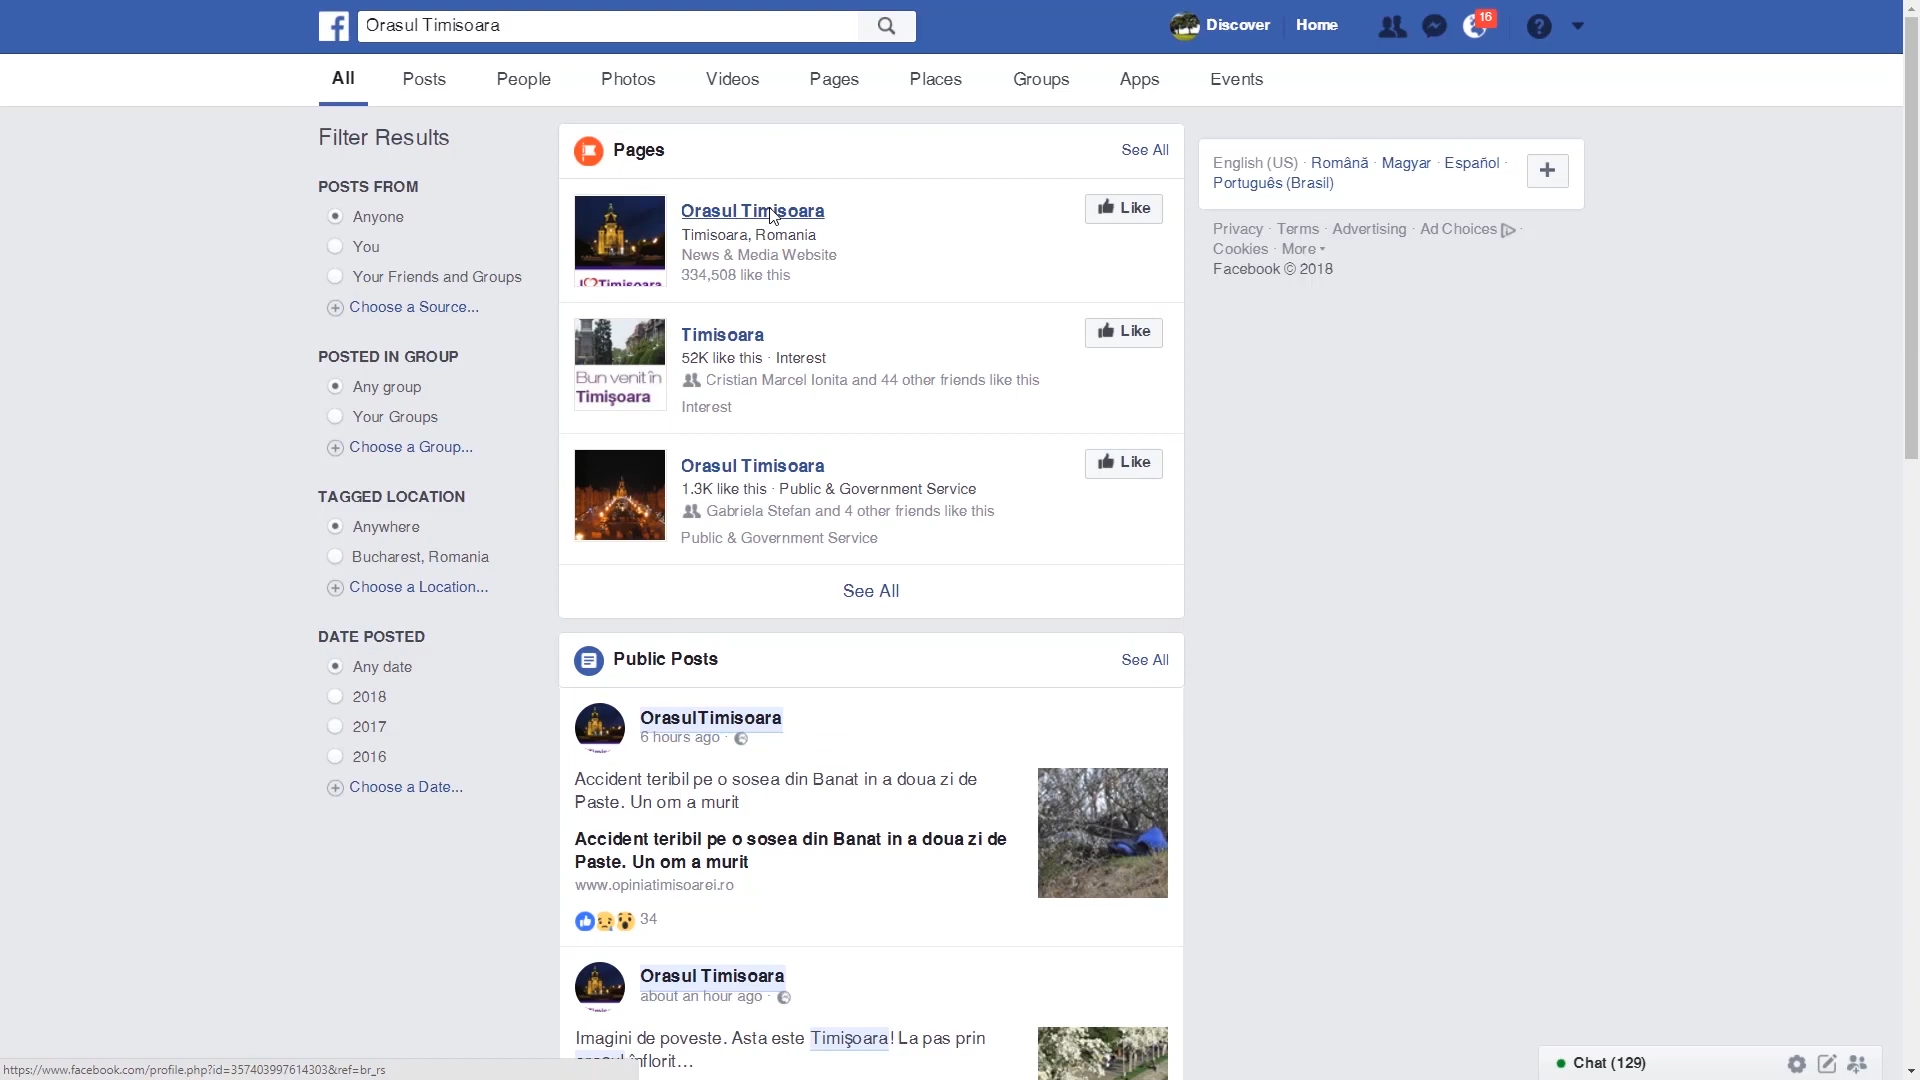 Orasul Timisoara
Discover
Home
16
All
Posts
People
Photos
Videos
Pages
Places
Groups
Apps
Events
Filter Results
POSTS FROM
Anyone
You
Your Friends and Groups
Choose a Source...
POSTED IN GROUP
Any group
Your Groups
Choose a Group...
TAGGED LOCATION
Anywhere
Bucharest, Romania
Choose a Location...
DATE POSTED
Any date
2018
2017
2016
Choose a Date...
Pages
See All
Orasul Timisoara
Timisoara, Romania
News & Media Website
334,508 like this
Like
Timisoara
52K like this · Interest
Cristian Marcel Ionita and 44 other friends like this
Interest
Like
Bun venit în
Timişoara
Orasul Timisoara
1.3K like this · Public & Government Service
Gabriela Stefan and 4 other friends like this
Public & Government Service
Like
See All
Public Posts
See All
OrasulTimisoara
6 hours ago ·
Accident teribil pe o sosea din Banat in a doua zi de
Paste. Un om a murit
Accident teribil pe o sosea din Banat in a doua zi de
Paste. Un om a murit
www.opiniatimisoarei.ro
34
Orasul Timisoara
about an hour ago ·
Imagini de poveste. Asta este Timişoara! La pas prin
înflorit...
English (US) · Română · Magyar · Español ·
Português (Brasil)
Privacy · Terms · Advertising · Ad Choices ·
Cookies · More
Facebook © 2018
Chat (129)
https://www.facebook.com/profile.php?id=357403997614303&ref=br_rs